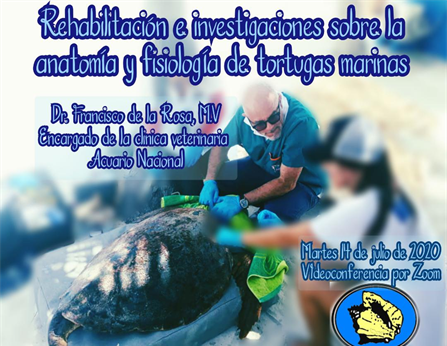 Rehabilitación e investigaciones sobre la
anatomía y fisiología de tortugas marinas
Dr. Francisco de la Rosa, M.V
Encargado de la clínica veterinaria
Acuario Nacional
Martes 14 de julio de 2020
Videoconferencia por Zoom